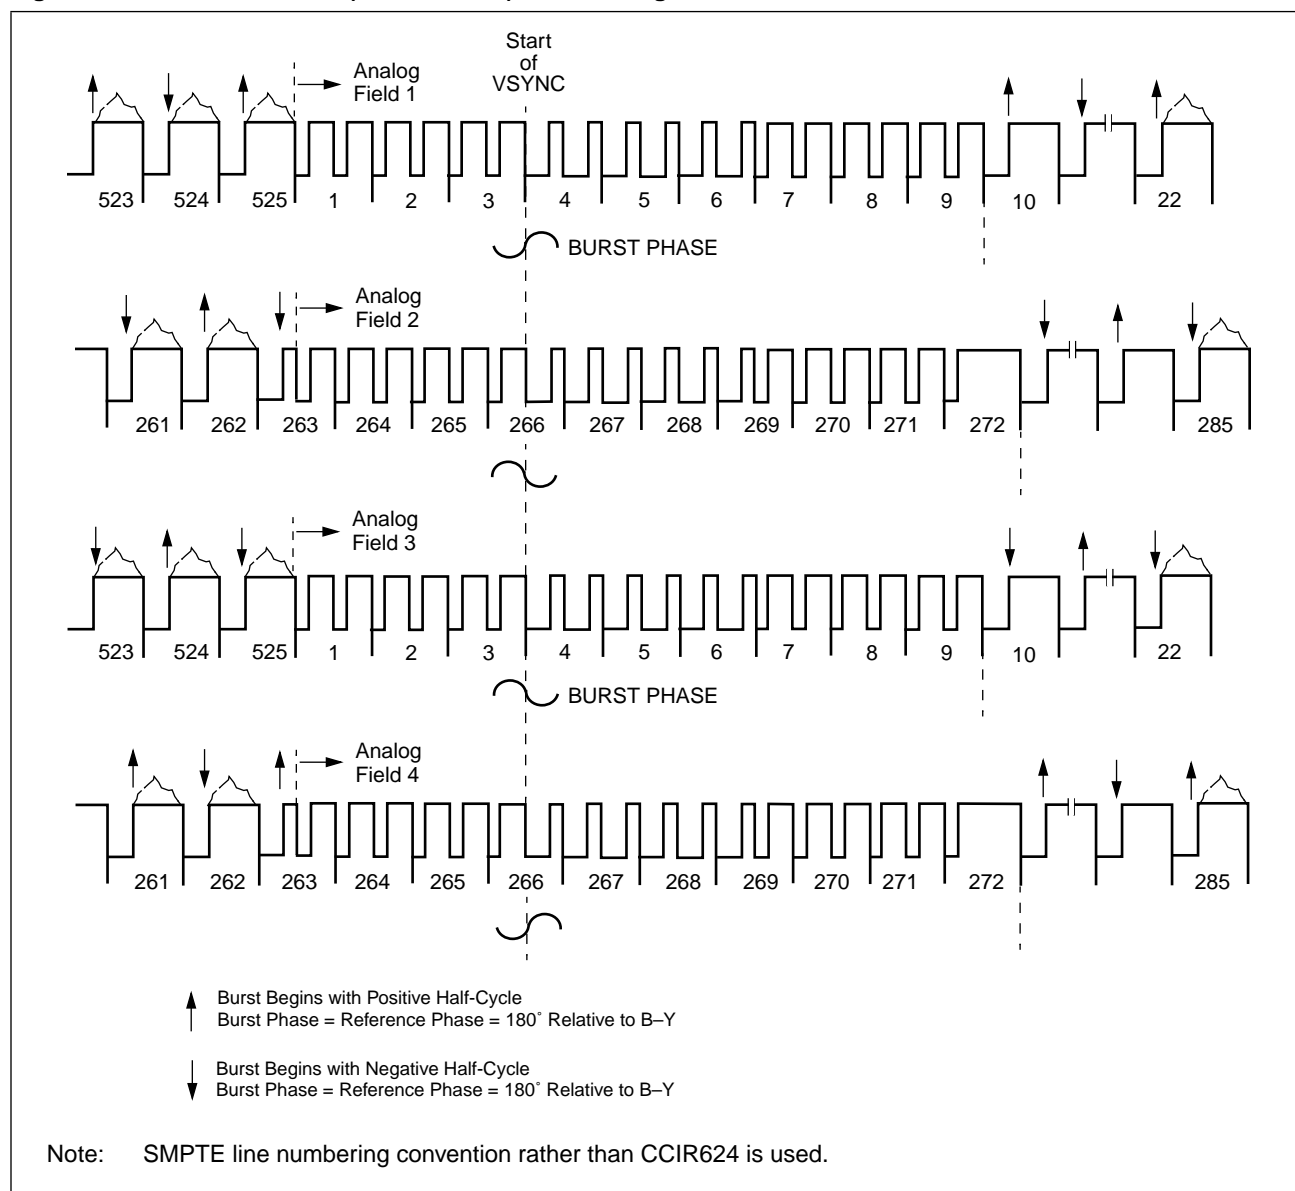 Start
of
VSYNC
Analog
Field 1
523 524 525 1 2 3 4 5 6 7 8 9 10 22
BURST PHASE
Analog
Field 2
261 262 263 264 265 266 267 268 269 270 271 272 285
Analog
Field 3
523 524 525 1 2 3 4 5 6 7 8 9 10 22
BURST PHASE
Analog
Field 4
261 262 263 264 265 266 267 268 269 270 271 272 285
Burst Begins with Positive Half-Cycle
Burst Phase = Reference Phase = 180° Relative to B–Y
Burst Begins with Negative Half-Cycle
Burst Phase = Reference Phase = 180° Relative to B–Y
Note: SMPTE line numbering convention rather than CCIR624 is used.